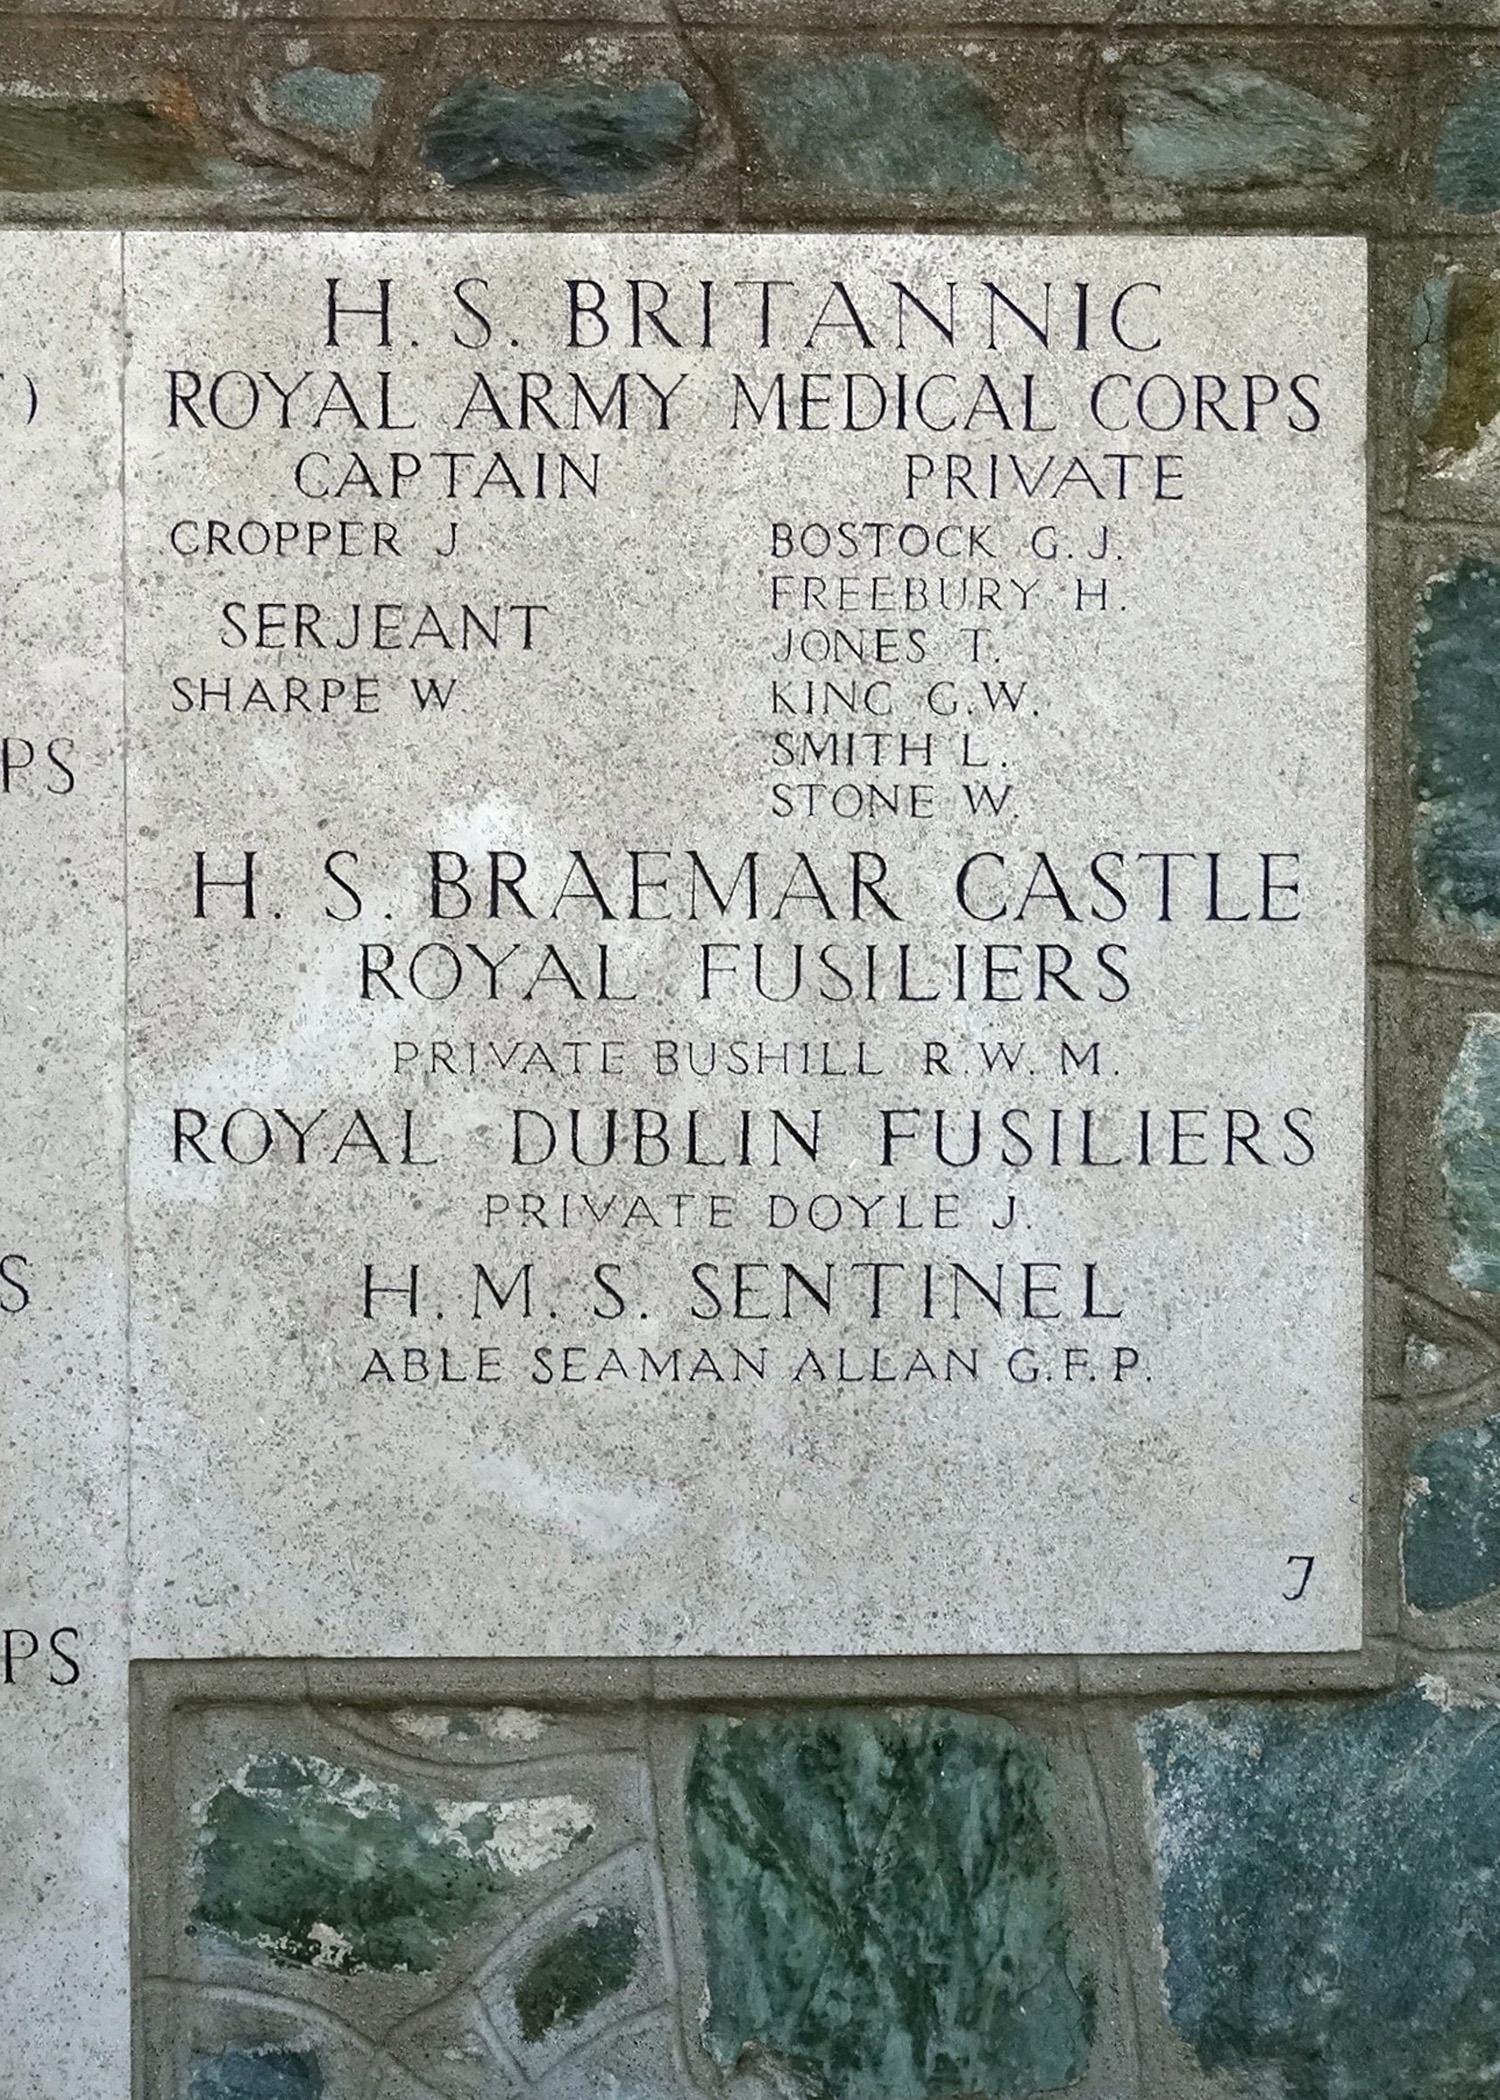 H. S. BRITANNIC
ROYAL ARMY MEDICAL CORPS
CAPTAIN
CROPPER J
SERJEANT
SHARPE W.
PRIVATE
BOSTOCK G. J.
FREEBURY H.
JONES T.
KING G.W.
SMITH L.
STONE W.
H. S. BRAEMAR CASTLE
ROYAL FUSILIERS
PRIVATE BUSHILL R.W. M.
ROYAL DUBLIN FUSILIERS
PRIVATE DOYLE J.
H. M. S. SENTINEL
ABLE SEAMAN ALLAN G.F.P.
J